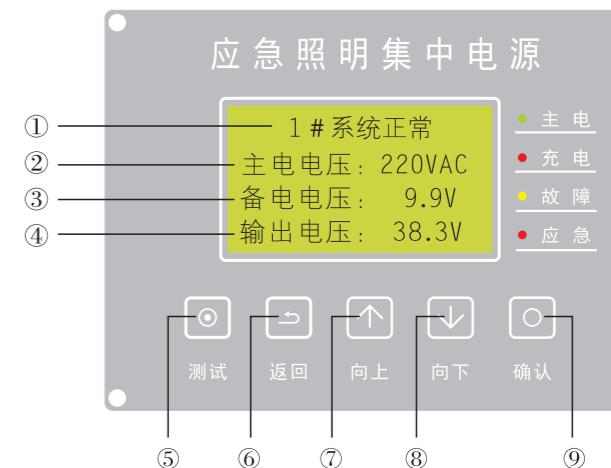 应急照明集中电源
① 1#系统正常
② 主电电压: 220VAC
③ 备电电压: 9.9V
④ 输出电压: 38.3V
主电
充电
故障
应急
测试 返回 向上 向下 确认
⑤ ⑥ ⑦ ⑧ ⑨